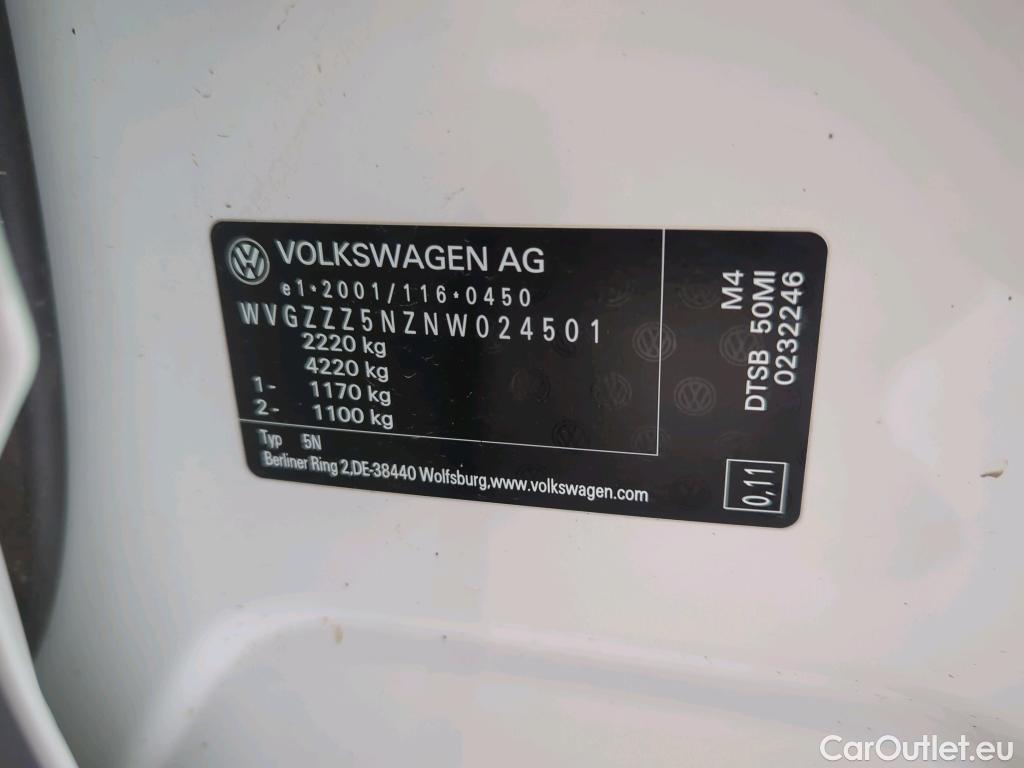 VOLKSWAGEN AG
e1*2001/116*0450
WVGZZZ5NZNW024501
2220 kg
4220 kg
1- 1170 kg
2- 1100 kg
Typ 5N
Berliner Ring 2,DE-38440 Wolfsburg,www.volkswagen.com
M4
DTSB 50MI
0232246
0,11
CarOutlet.eu